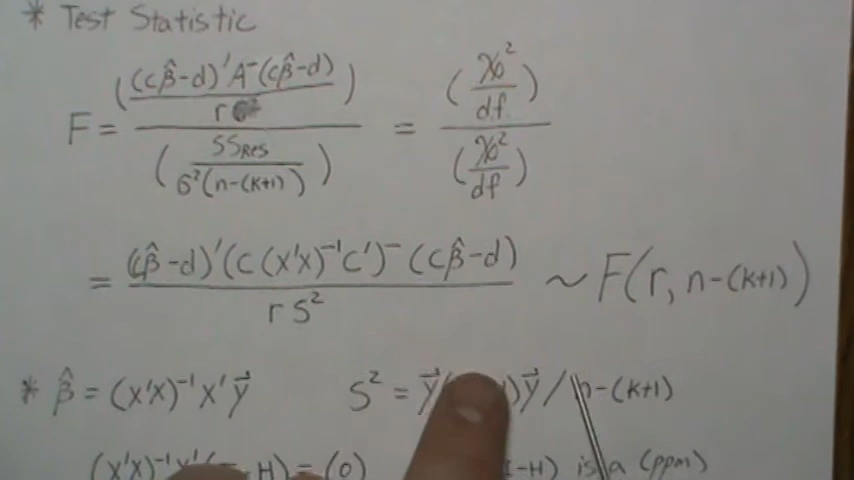 * Test Statistic
F = (((cβ̂-d)'A⁻(cβ̂-d)) / r) / (SSRes / σ²(n-(k+1))) = (χ²/df) / (χ²/df)
= (cβ̂-d)'(c(x'x)⁻¹c')⁻(cβ̂-d) / r s² ~ F(r, n-(k+1))
* β̂ = (x'x)⁻¹x'y⃗ s² = y⃗'( )y⃗ / n-(k+1)
(x'x)⁻¹x'( -H) = (0) -H) is a (ppm)